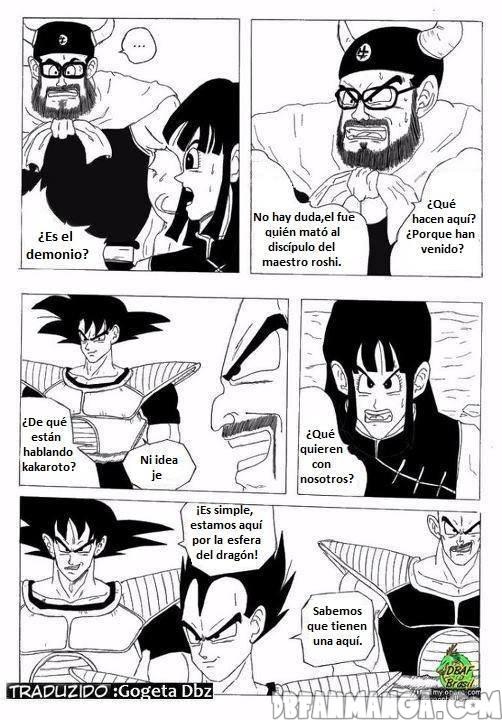 ...
¿Es el
demonio?
No hay duda,el fue
quién mató al
discípulo del
maestro roshi.
¿Qué
hacen aquí?
¿Porque han
venido?
¿De qué
están
hablando
kakaroto?
Ni idea
je
¿Qué
quieren
con
nosotros?
¡Es simple,
estamos aquí
por la esfera
del dragón!
Sabemos
que tienen
una aquí.
TRADUZIDO :Gogeta Dbz
DBFANMANGA.COM